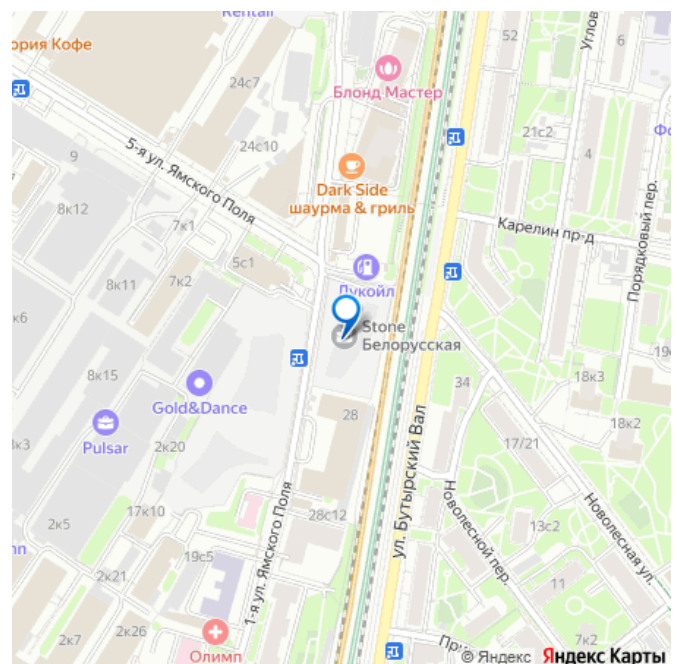 Rentall
ория Кофе
24с7
Блонд Мастер
52
Углов
6
21с2
4
24с10
5-я ул. Ямского Поля
9
Dark Side
шаурма & гриль
8к12
7к1
Карелин пр-д
Порядковый пер.
5с1
7к2
8к11
Лукойл
к6
Stone
Белорусская
8к15
Gold&Dance
34
18к3
19с
28
18к2
Pulsar
2к20
17/21
к3
ул. Бутырский Вал
Новолесной пер.
Новолесная ул.
17к10
28с12
2к5
1-я ул. Ямского Поля
13с2
19с5
2к21
11
2к7
2к26
Олимп
7к2
© Яндекс
Яндекс Карты